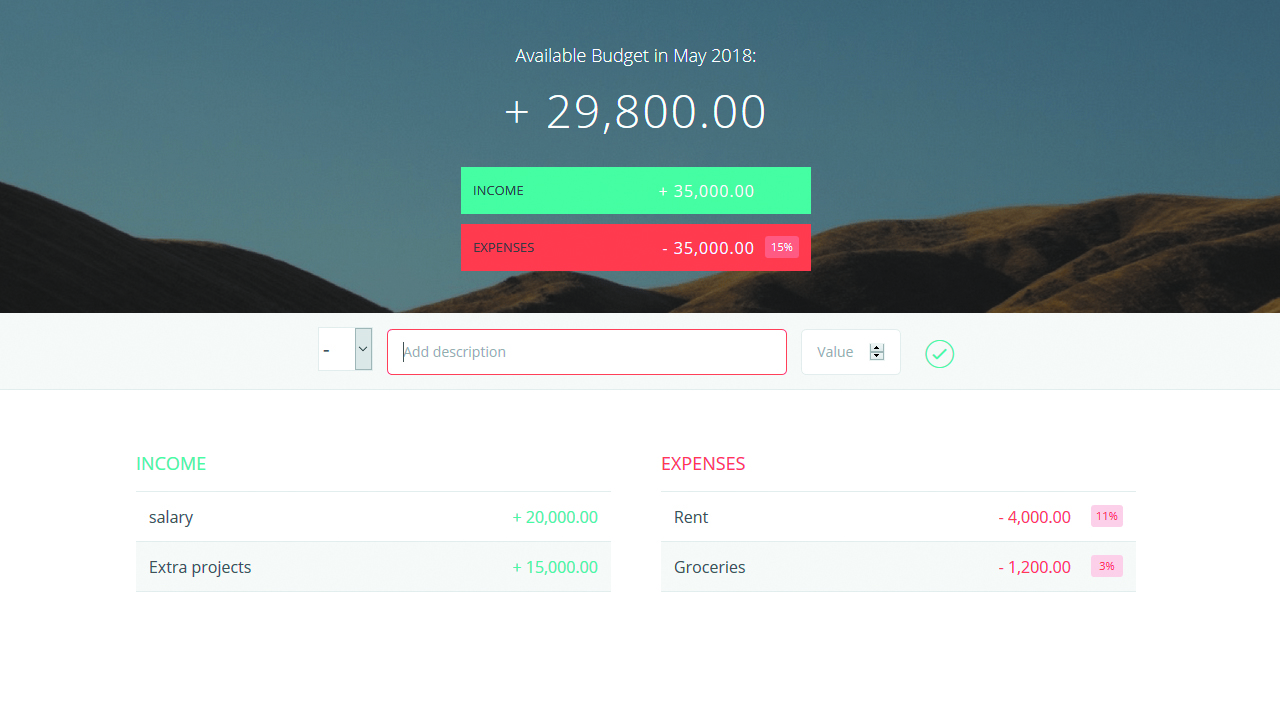 Available Budget in May 2018:
+ 29,800.00
INCOME + 35,000.00
EXPENSES - 35,000.00 15%
- Add description Value
INCOME
salary + 20,000.00
Extra projects + 15,000.00
EXPENSES
Rent - 4,000.00 11%
Groceries - 1,200.00 3%